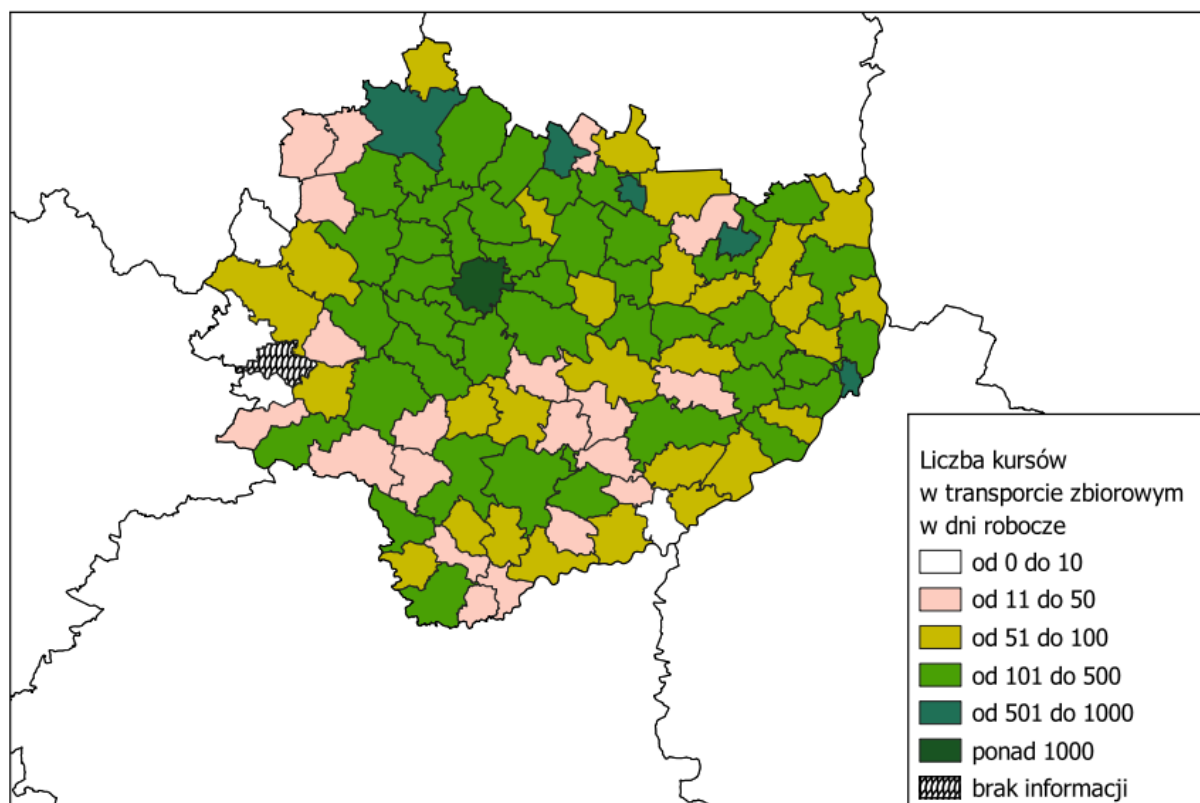 Liczba kursów
w transporcie zbiorowym
w dni robocze
od 0 do 10
od 11 do 50
od 51 do 100
od 101 do 500
od 501 do 1000
ponad 1000
brak informacji